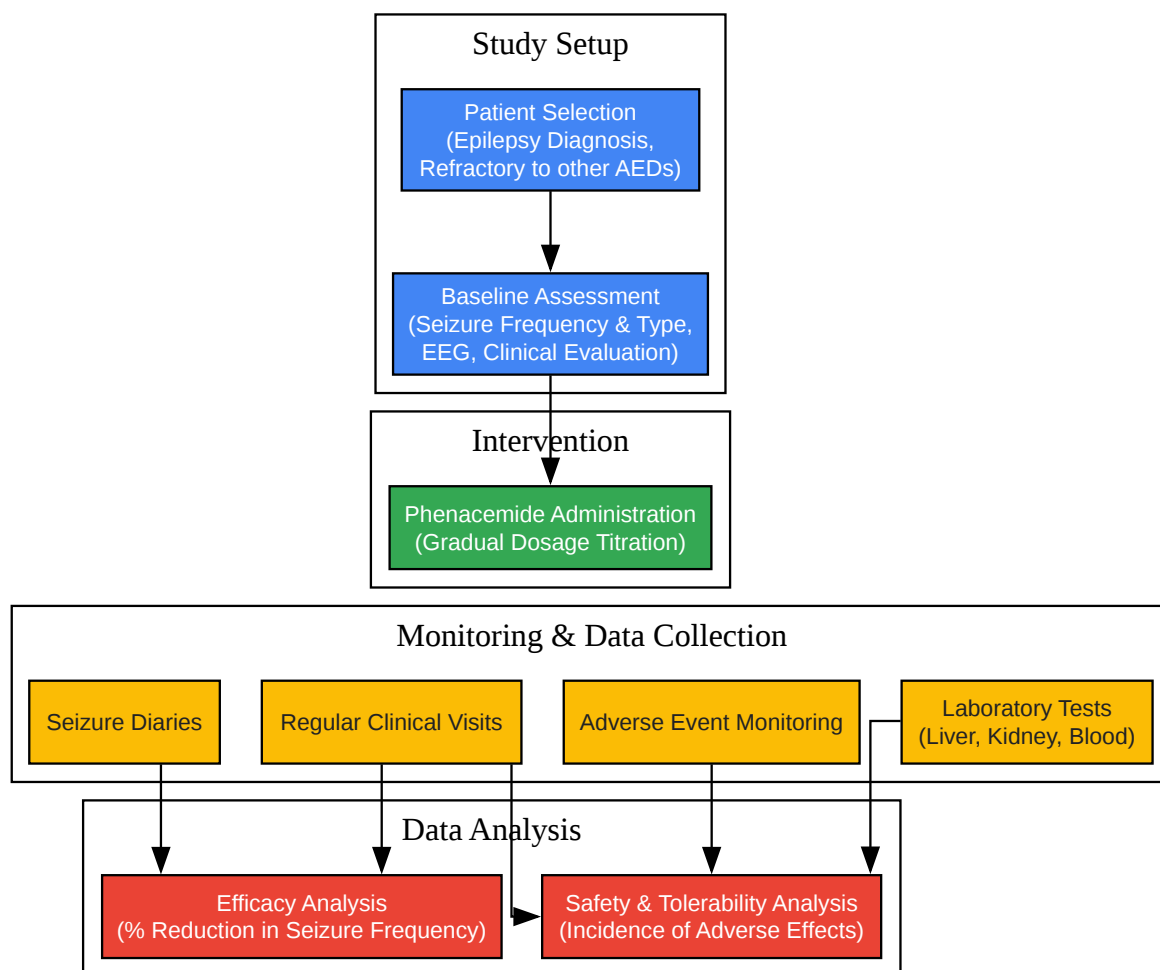 Study Setup
Patient Selection
(Epilepsy Diagnosis,
Refractory to other AEDs)
Baseline Assessment
(Seizure Frequency & Type,
EEG, Clinical Evaluation)
Intervention
Phenacemide Administration
(Gradual Dosage Titration)
Monitoring & Data Collection
Seizure Diaries
Regular Clinical Visits
Adverse Event Monitoring
Laboratory Tests
(Liver, Kidney, Blood)
Data Analysis
Efficacy Analysis
(% Reduction in Seizure Frequency)
Safety & Tolerability Analysis
(Incidence of Adverse Effects)